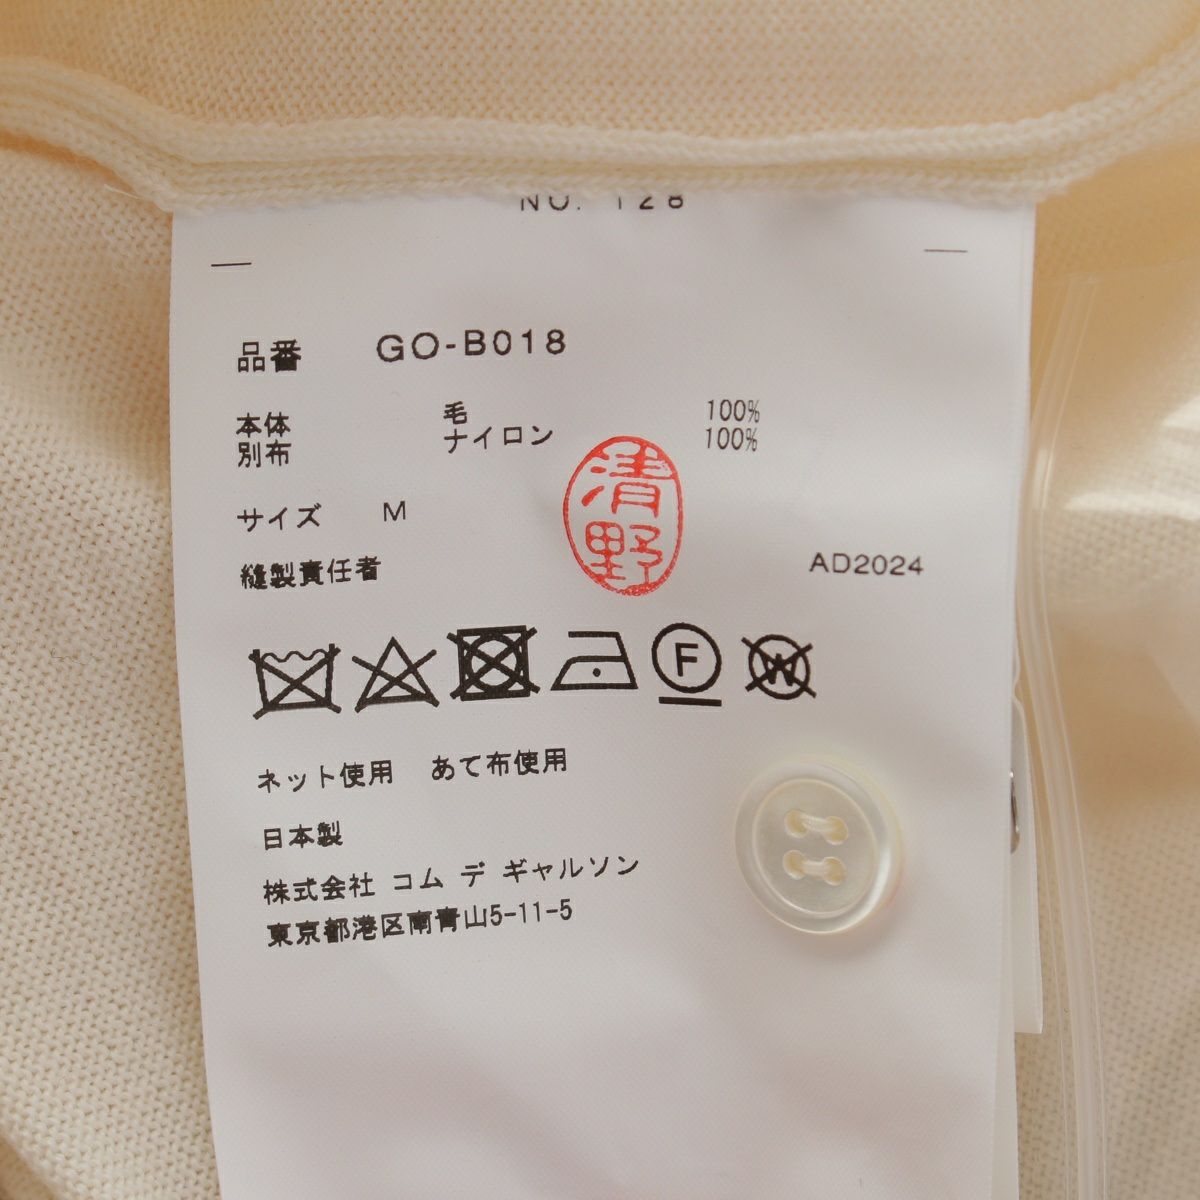 NO. 128
品番 GO-B018
本体 毛 100%
別布 ナイロン 100%
サイズ M
清野
縫製責任者 AD2024
F W
ネット使用 あて布使用
日本製
株式会社 コム デ ギャルソン
東京都港区南青山5-11-5